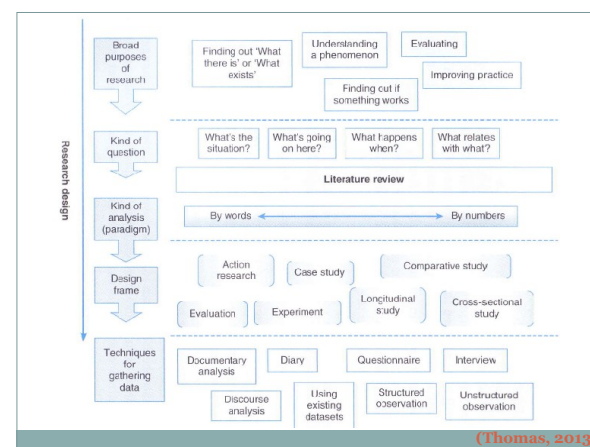 Research design
Broad
purposes
of
research
Finding out 'What
there is' or 'What
exists'
Understanding
a phenomenon
Evaluating
Finding out if
something works
Improving practice
Kind of
question
What's the
situation?
What's going
on here?
What happens
when?
What relates
with what?
Literature review
Kind of
analysis
(paradigm)
By words
By numbers
Design
frame
Action
research
Case study
Comparative study
Evaluation
Experiment
Longitudinal
study
Cross-sectional
study
Techniques
for
gathering
data
Documentary
analysis
Diary
Questionnaire
Interview
Discourse
analysis
Using
existing
datasets
Structured
observation
Unstructured
observation
(Thomas, 2013